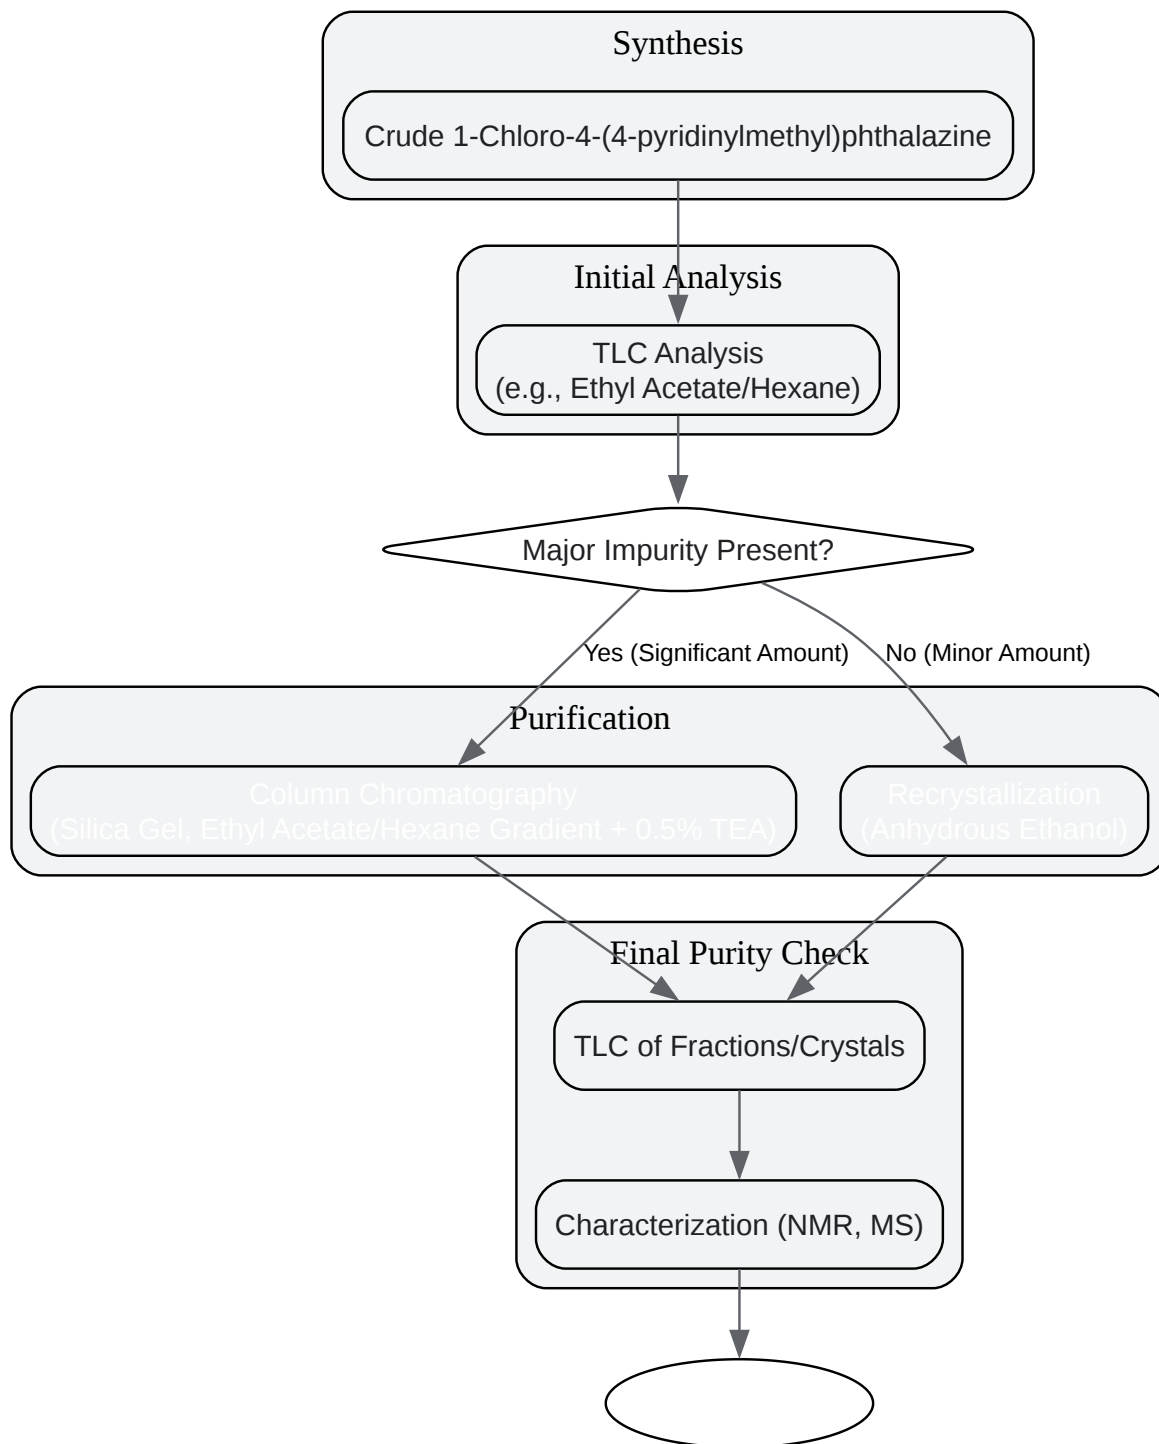 Synthesis
Crude 1-Chloro-4-(4-pyridinylmethyl)phthalazine
Initial Analysis
TLC Analysis
(e.g., Ethyl Acetate/Hexane)
Major Impurity Present?
Yes (Significant Amount)
No (Minor Amount)
Purification
Column Chromatography
(Silica Gel, Ethyl Acetate/Hexane Gradient + 0.5% TEA)
Recrystallization
(Anhydrous Ethanol)
Final Purity Check
TLC of Fractions/Crystals
Characterization (NMR, MS)